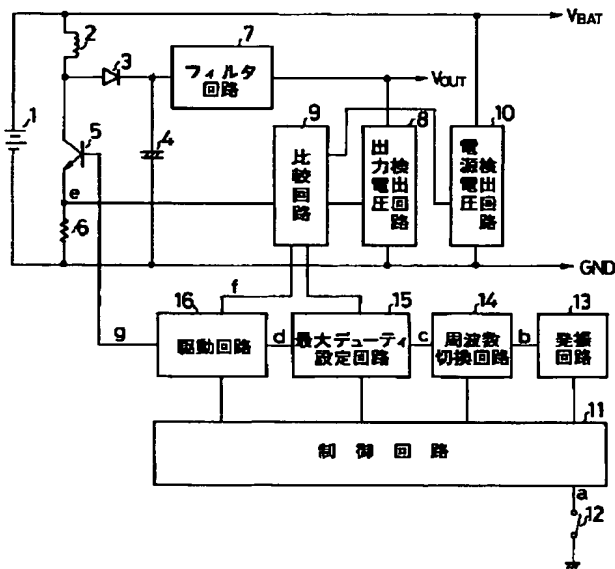 VBAT
2
3
7
フィルタ
回路
VOUT
1
5
4
9
比較回路
8
出力電圧
検出回路
10
電源電圧
検出回路
e
6
GND
f
16
駆動回路
g
d
15
最大デューティ
設定回路
c
14
周波数
切換回路
b
13
発振
回路
11
制御回路
a
12